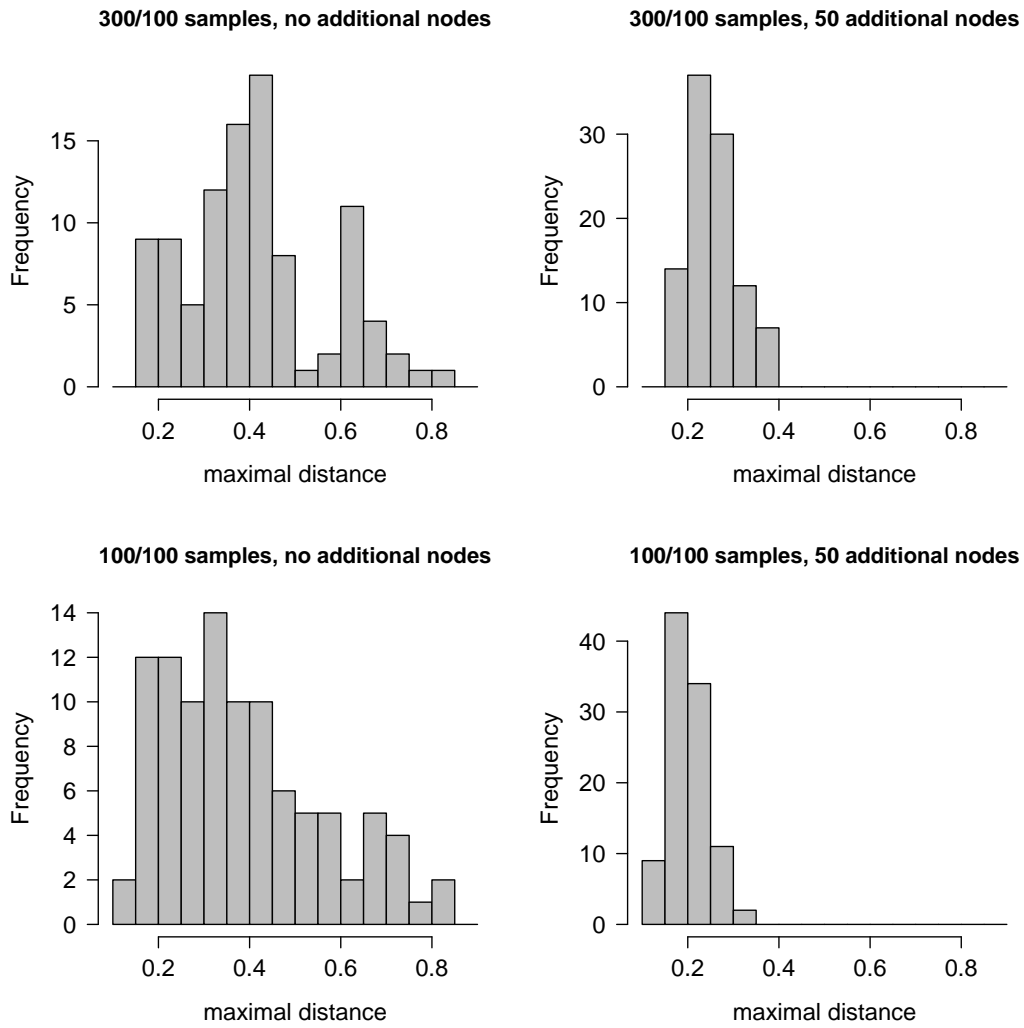 300/100 samples, no additional nodes
Frequency
15
10
5
0
0.2 0.4 0.6 0.8
maximal distance
300/100 samples, 50 additional nodes
Frequency
30
20
10
0
0.2 0.4 0.6 0.8
maximal distance
100/100 samples, no additional nodes
Frequency
14
12
10
8
6
4
2
0
0.2 0.4 0.6 0.8
maximal distance
100/100 samples, 50 additional nodes
Frequency
40
30
20
10
0
0.2 0.4 0.6 0.8
maximal distance